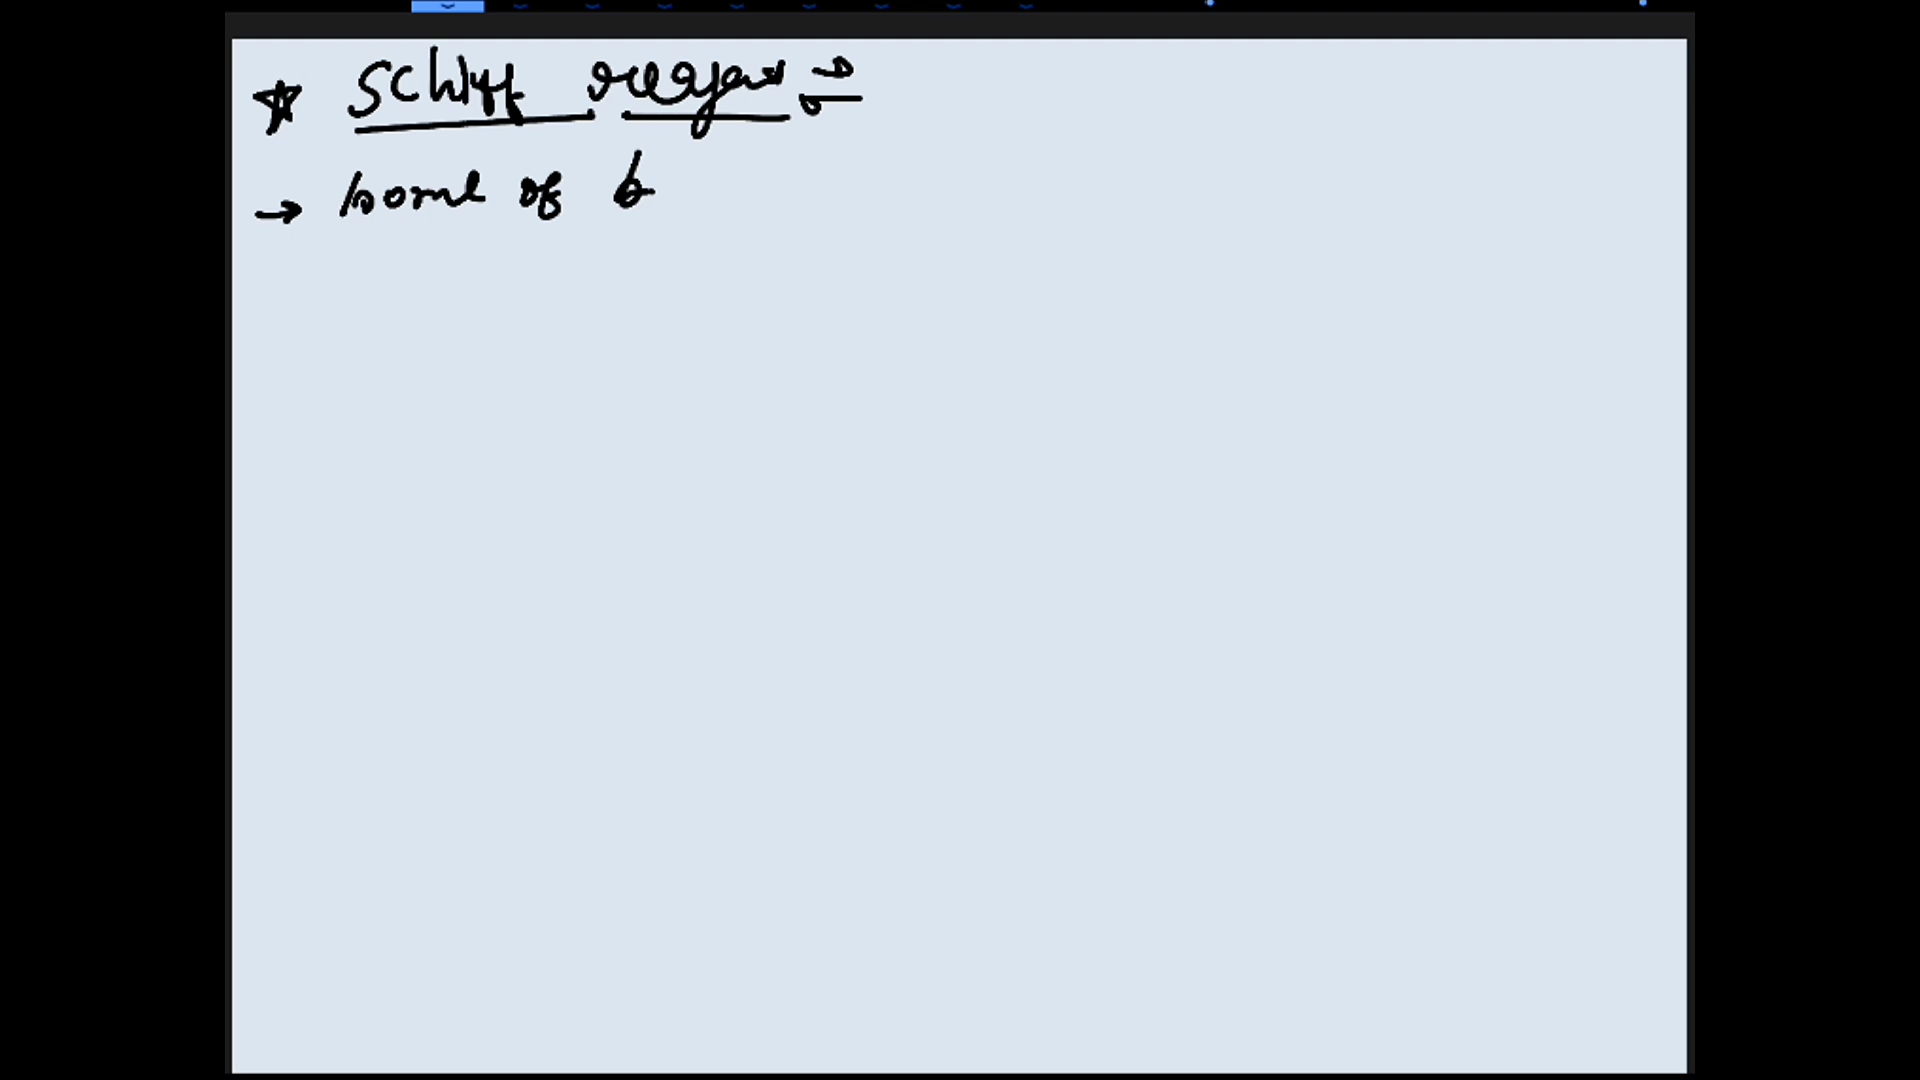 ☆ Schiff reagent ⇒
→ some of b